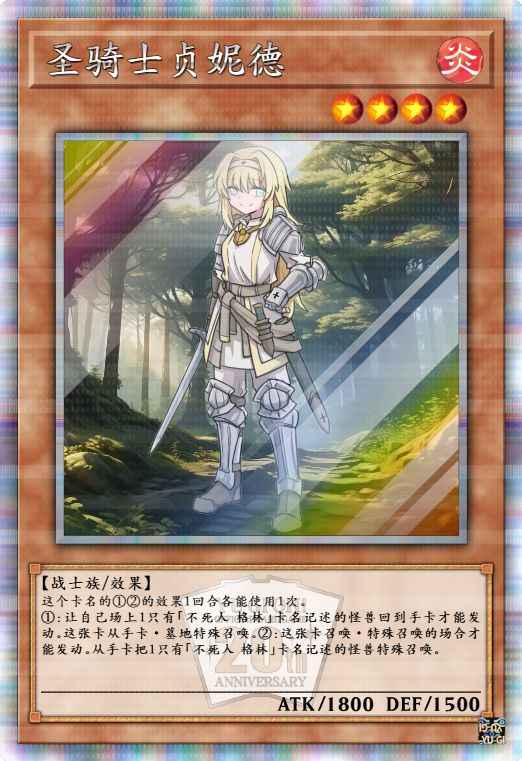 圣骑士贞妮德
炎
【战士族/效果】
这个卡名的①②的效果1回合各能使用1次。
①:让自己场上1只有「不死人 格林」卡名记述的怪兽回到手卡才能发
动。这张卡从手卡・墓地特殊召唤。②:这张卡召唤・特殊召唤的场合才
能发动。从手卡把1只有「不死人 格林」卡名记述的怪兽特殊召唤。
20th
ANNIVERSARY
ATK/1800 DEF/1500